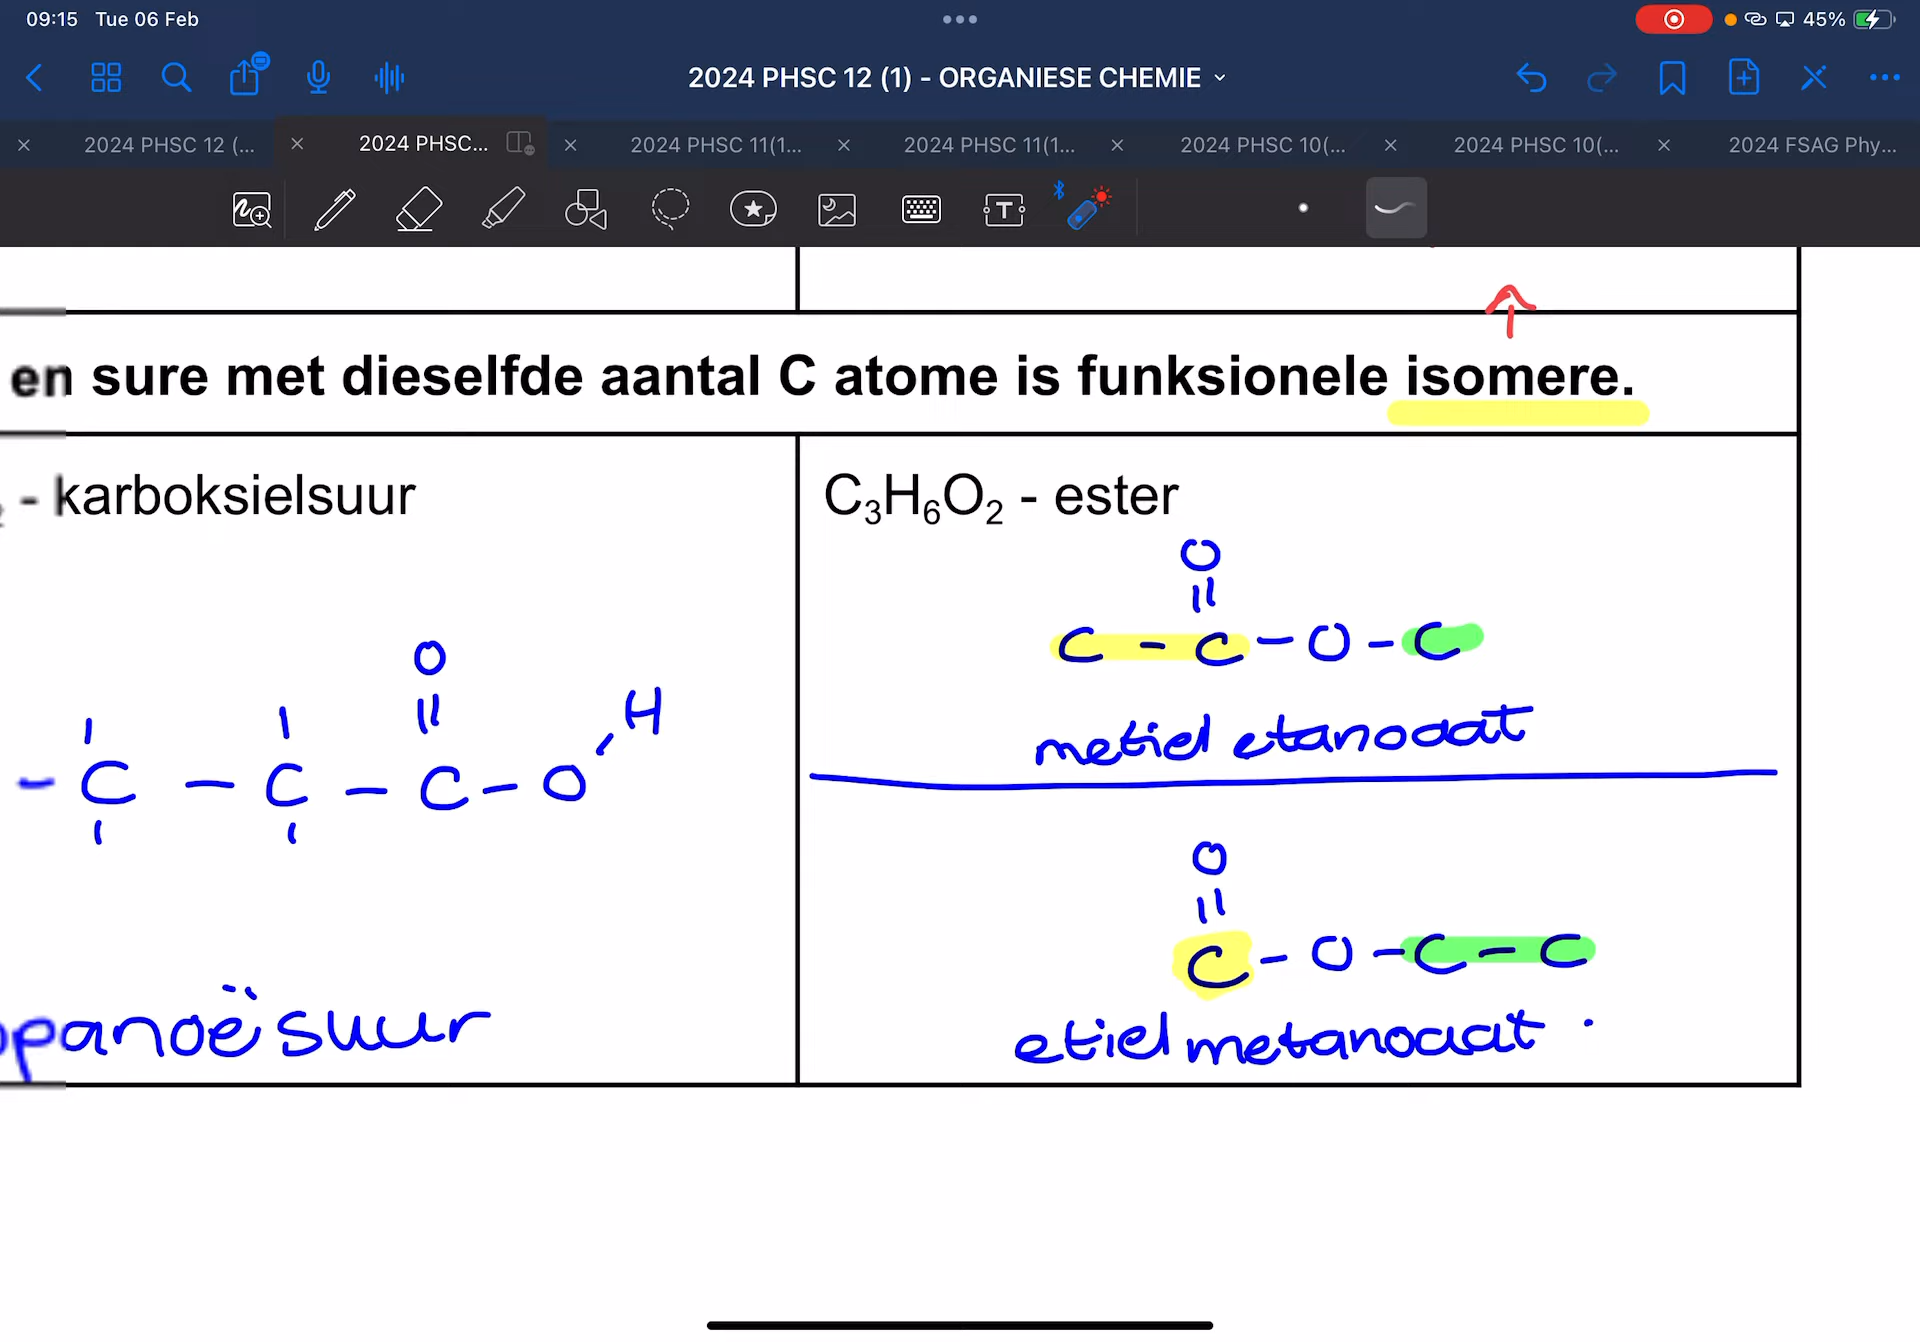 09:15 Tue 06 Feb
45%
2024 PHSC 12 (1) - ORGANIESE CHEMIE
2024 PHSC 12 (...
2024 PHSC...
2024 PHSC 11(1...
2024 PHSC 11(1...
2024 PHSC 10(...
2024 PHSC 10(...
2024 FSAG Phy...
en sure met dieselfde aantal C atome is funksionele isomere.
- karboksielsuur
O
||
H
- C - C - C - O
panoësuur
C₃H₆O₂ - ester
O
||
C - C - O - C
metiel etanoaat
O
||
C - O - C - C
etiel metanoaat .